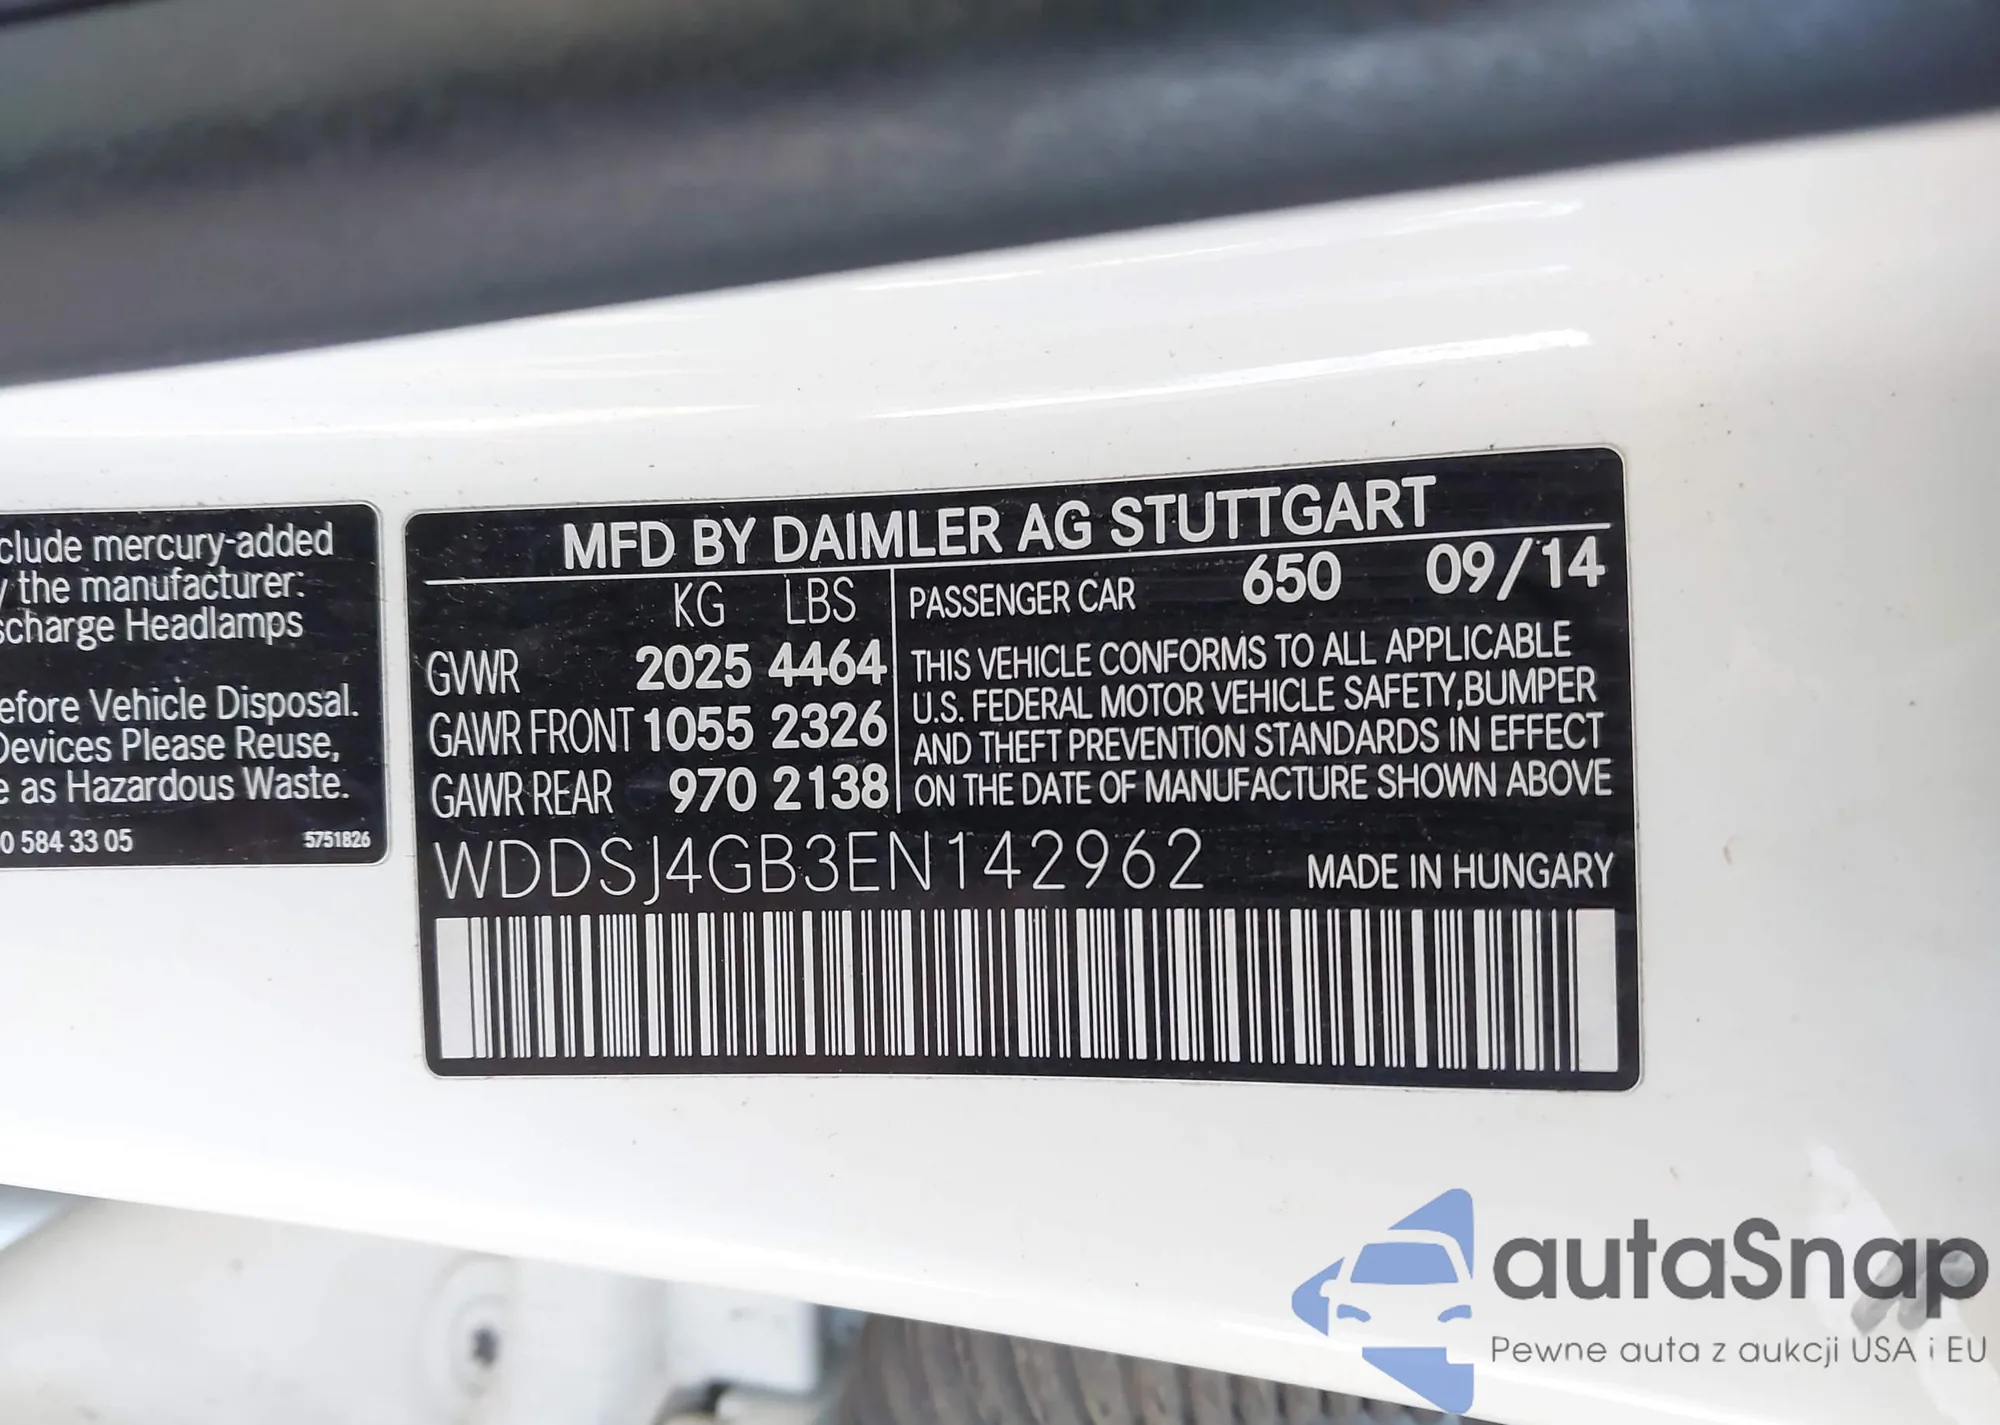 clude mercury-added
the manufacturer:
scharge Headlamps
efore Vehicle Disposal.
Devices Please Reuse,
e as Hazardous Waste.
0 584 33 05
5751826
MFD BY DAIMLER AG STUTTGART
KG LBS
PASSENGER CAR 650 09/14
GVWR 2025 4464
GAWR FRONT 1055 2326
GAWR REAR 970 2138
THIS VEHICLE CONFORMS TO ALL APPLICABLE
U.S. FEDERAL MOTOR VEHICLE SAFETY,BUMPER
AND THEFT PREVENTION STANDARDS IN EFFECT
ON THE DATE OF MANUFACTURE SHOWN ABOVE
WDDSJ4GB3EN142962
MADE IN HUNGARY
autaSnap
Pewne auta z aukcji USA i EU